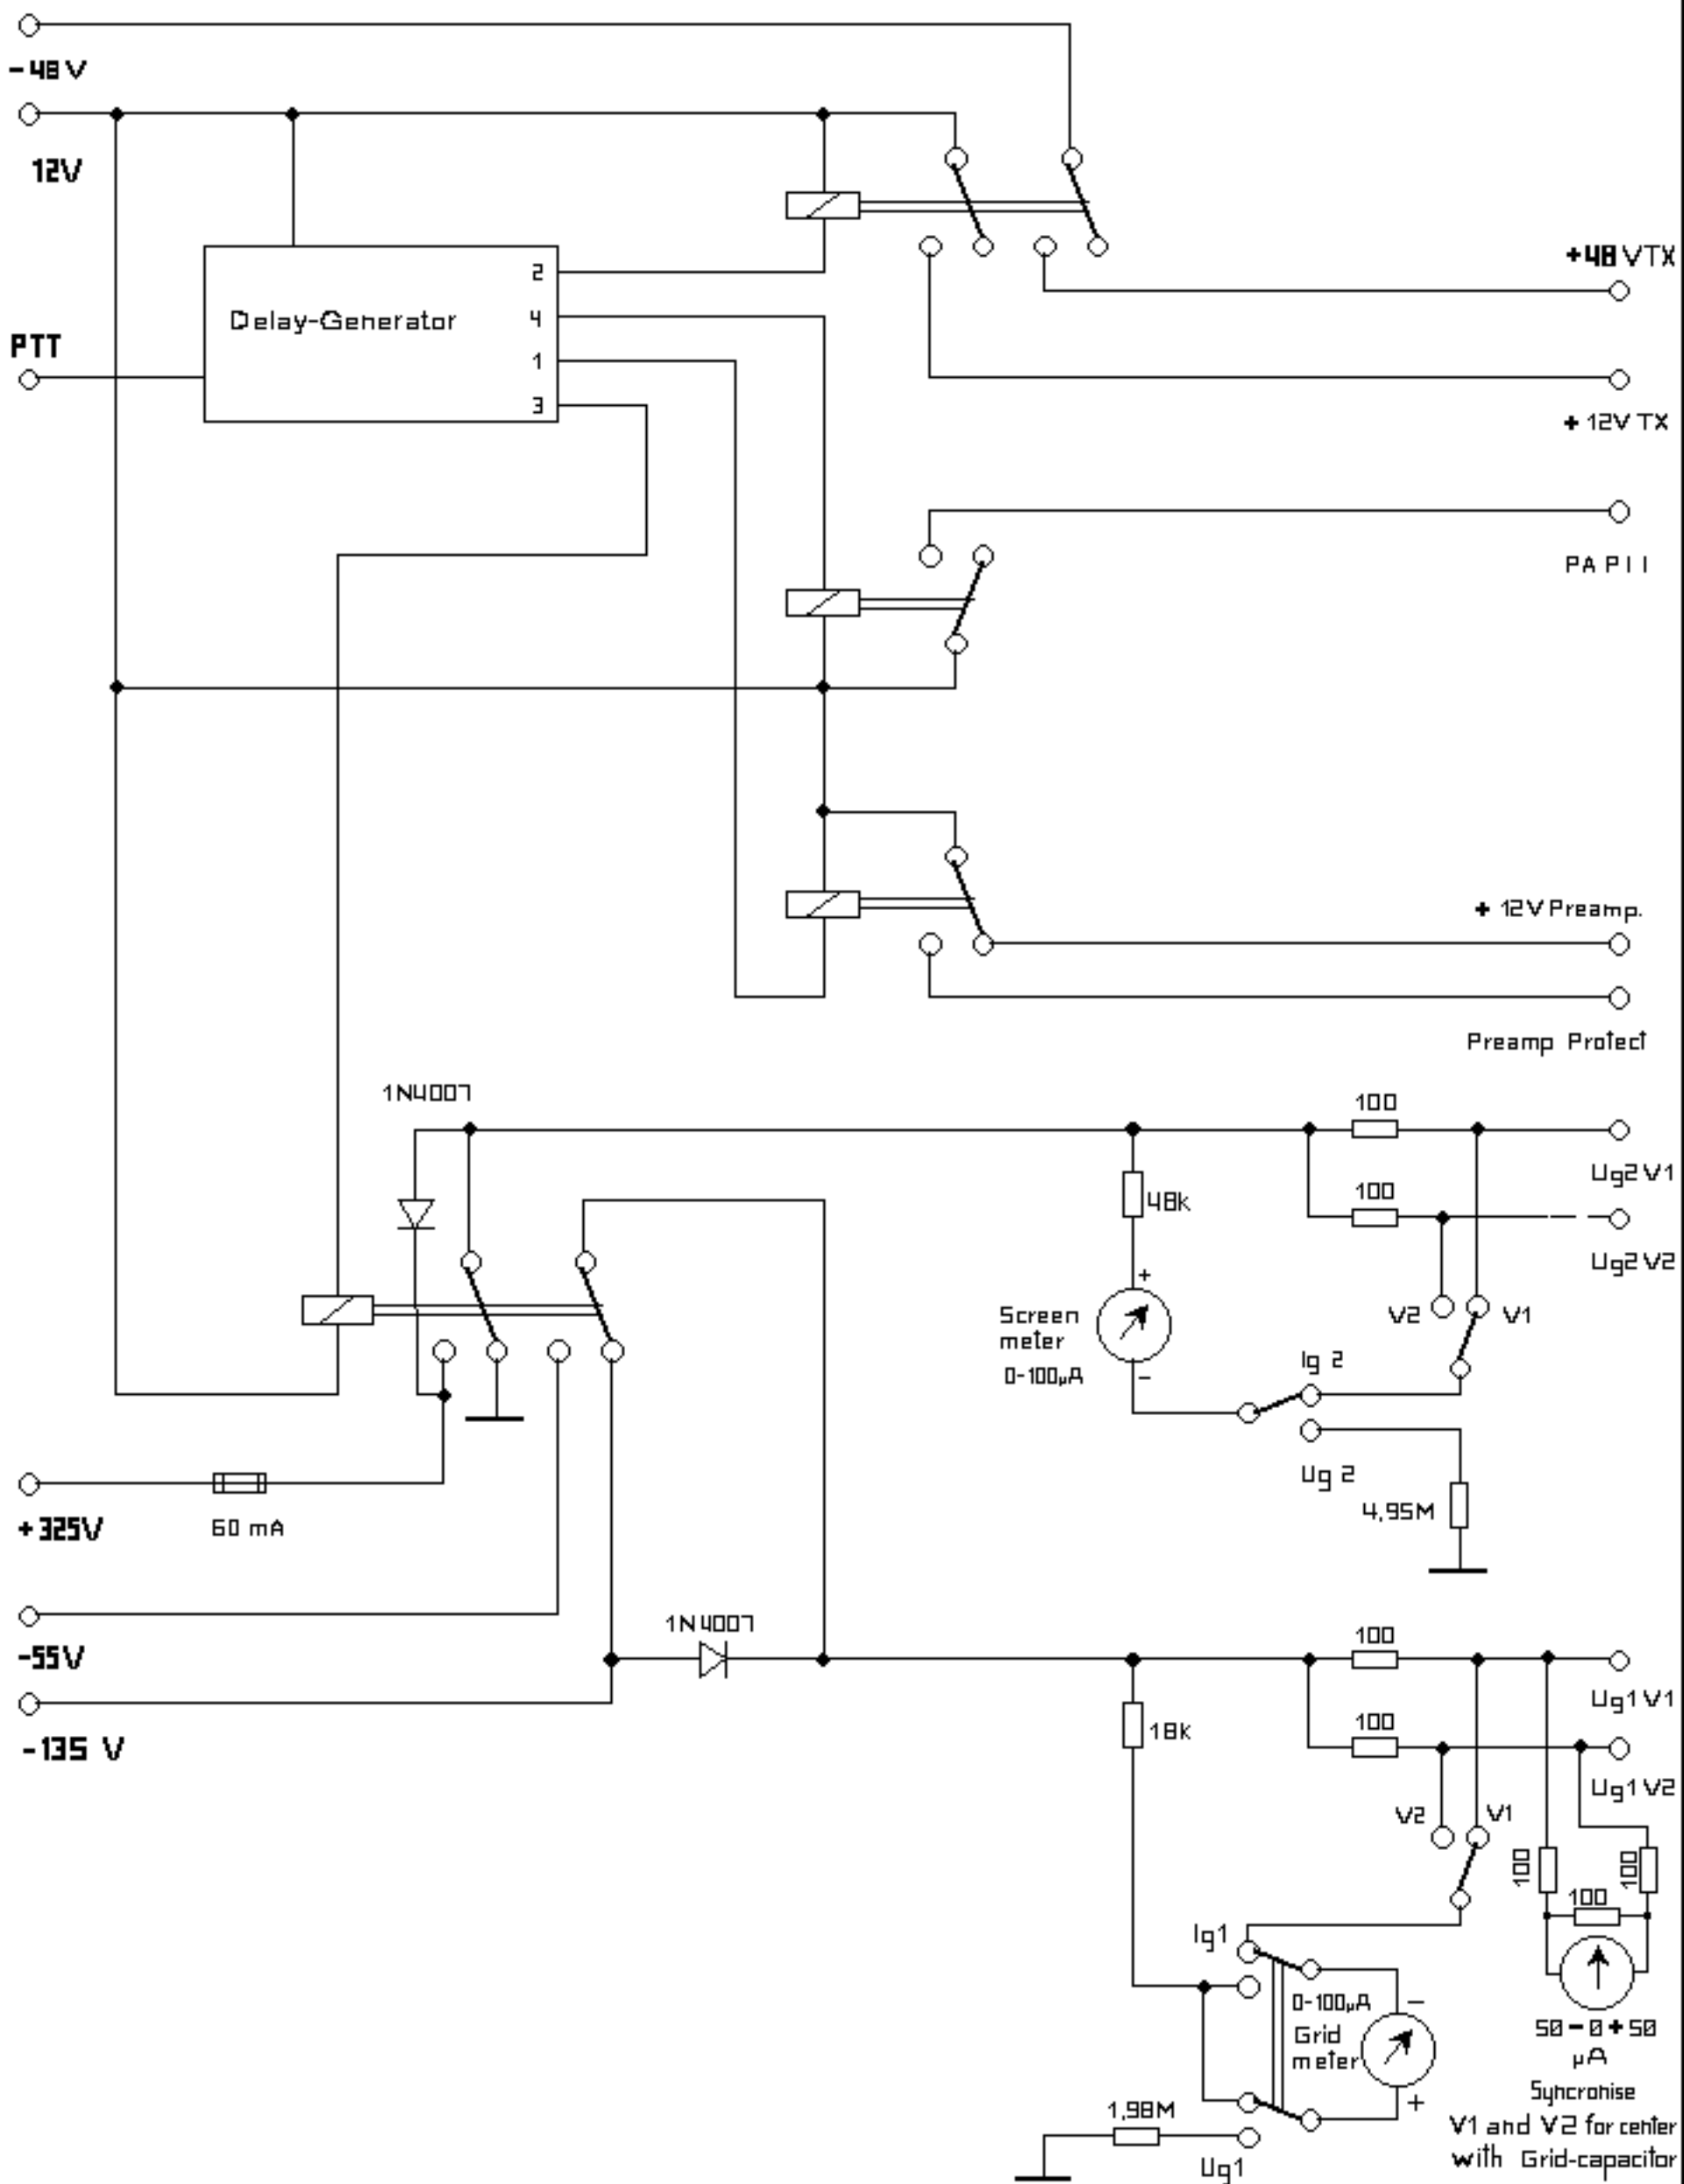 -48V
12V
+48VTX
2
Delay-Generator
4
PTT
1
3
+ 12V TX
PA P11
+ 12V Preamp.
Preamp Protect
1N4007
100
Ug2 V1
48k
100
Ug2 V2
+
Screen
meter
0-100µA
V2
V1
-
Ig 2
Ug 2
4,95M
+325V
60 mA
-55V
1N4007
100
Ug1 V1
-135 V
18k
100
Ug1 V2
V2
V1
100
100
100
Ig1
0-100µA
-
Grid
meter
+
50-0+50
µA
Syncronise
V1 and V2 for center
with Grid-capacitor
1,98M
Ug1